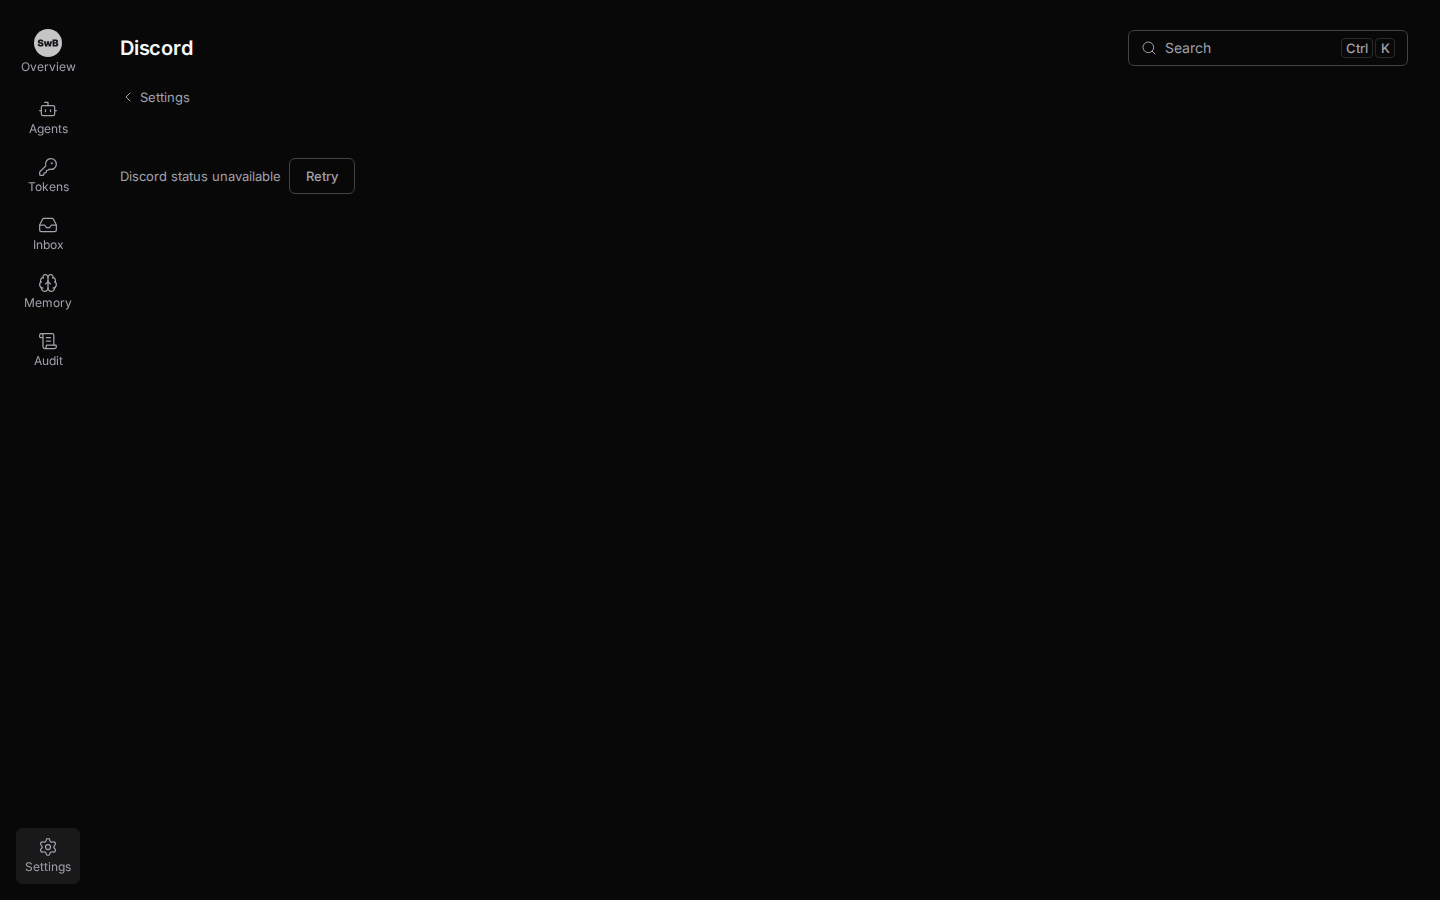 SwB
Overview
Agents
Tokens
Inbox
Memory
Audit
Settings
Discord
Search Ctrl K
Settings
Discord status unavailable Retry